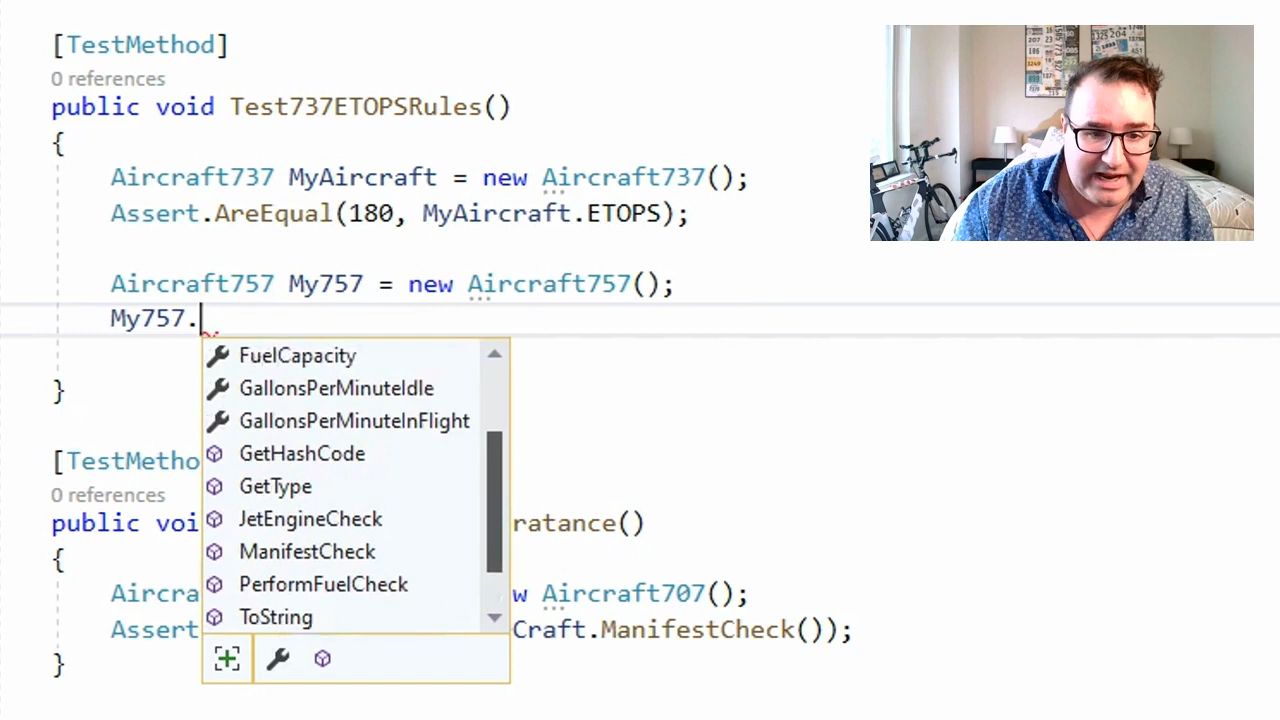 [TestMethod]
0 references
public void Test737ETOPSRules()
{
Aircraft737 MyAircraft = new Aircraft737();
Assert.AreEqual(180, MyAircraft.ETOPS);
Aircraft757 My757 = new Aircraft757();
My757.
FuelCapacity
GallonsPerMinuteIdle
GallonsPerMinuteInFlight
GetHashCode
GetType
JetEngineCheck
ManifestCheck
PerformFuelCheck
ToString
}
[TestMetho
0 references
public voi ratance()
{
Aircra w Aircraft707();
Assert Craft.ManifestCheck());
}